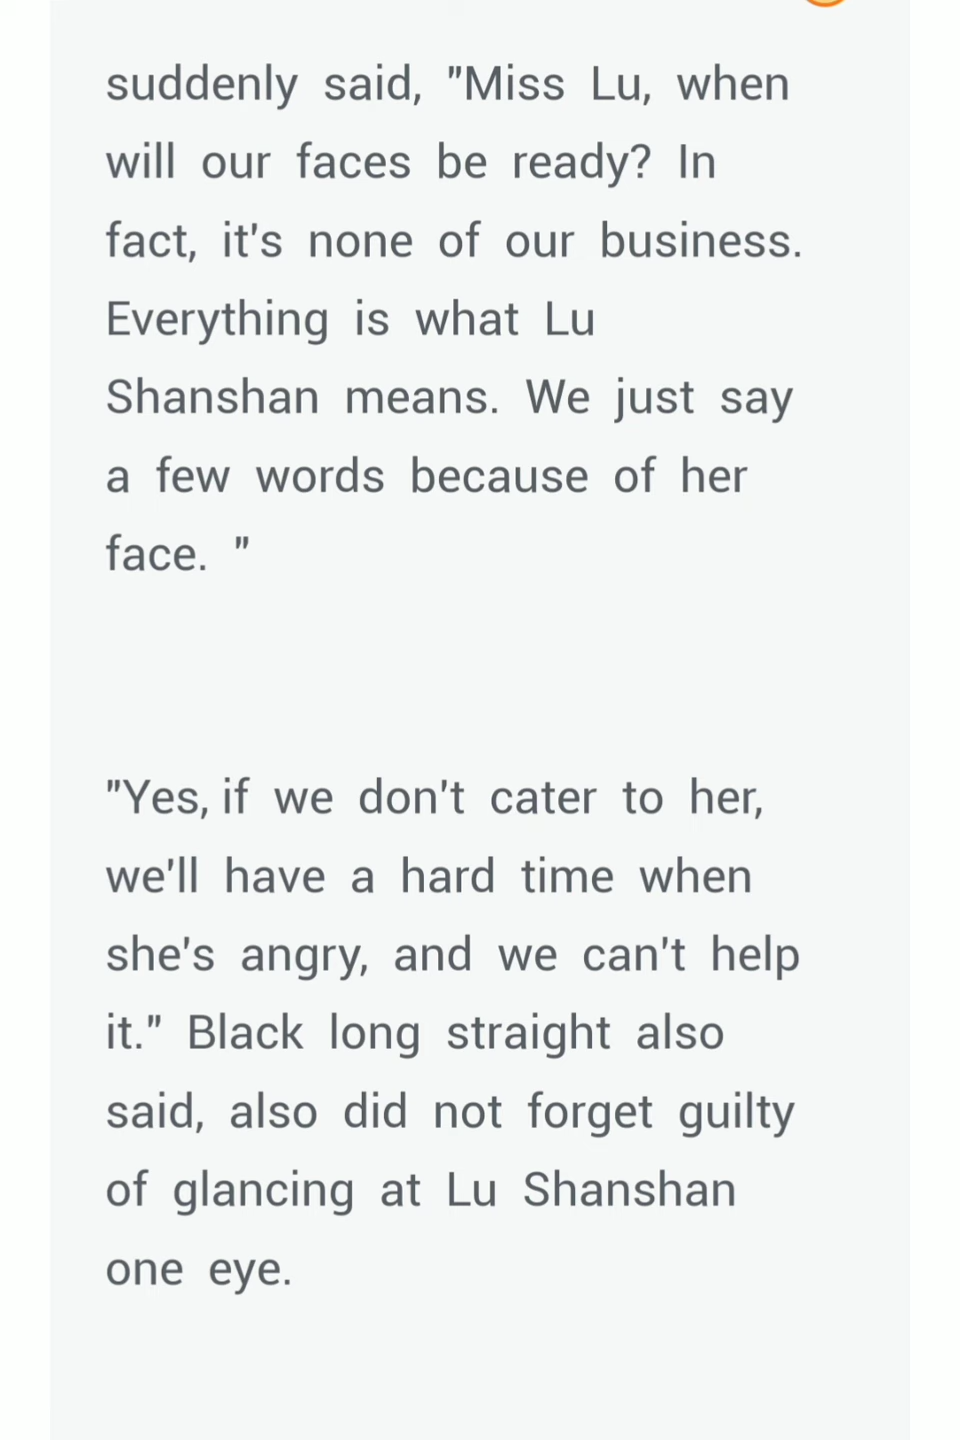 suddenly said, "Miss Lu, when
will our faces be ready? In
fact, it's none of our business.
Everything is what Lu
Shanshan means. We just say
a few words because of her
face. "
"Yes, if we don't cater to her,
we'll have a hard time when
she's angry, and we can't help
it." Black long straight also
said, also did not forget guilty
of glancing at Lu Shanshan
one eye.